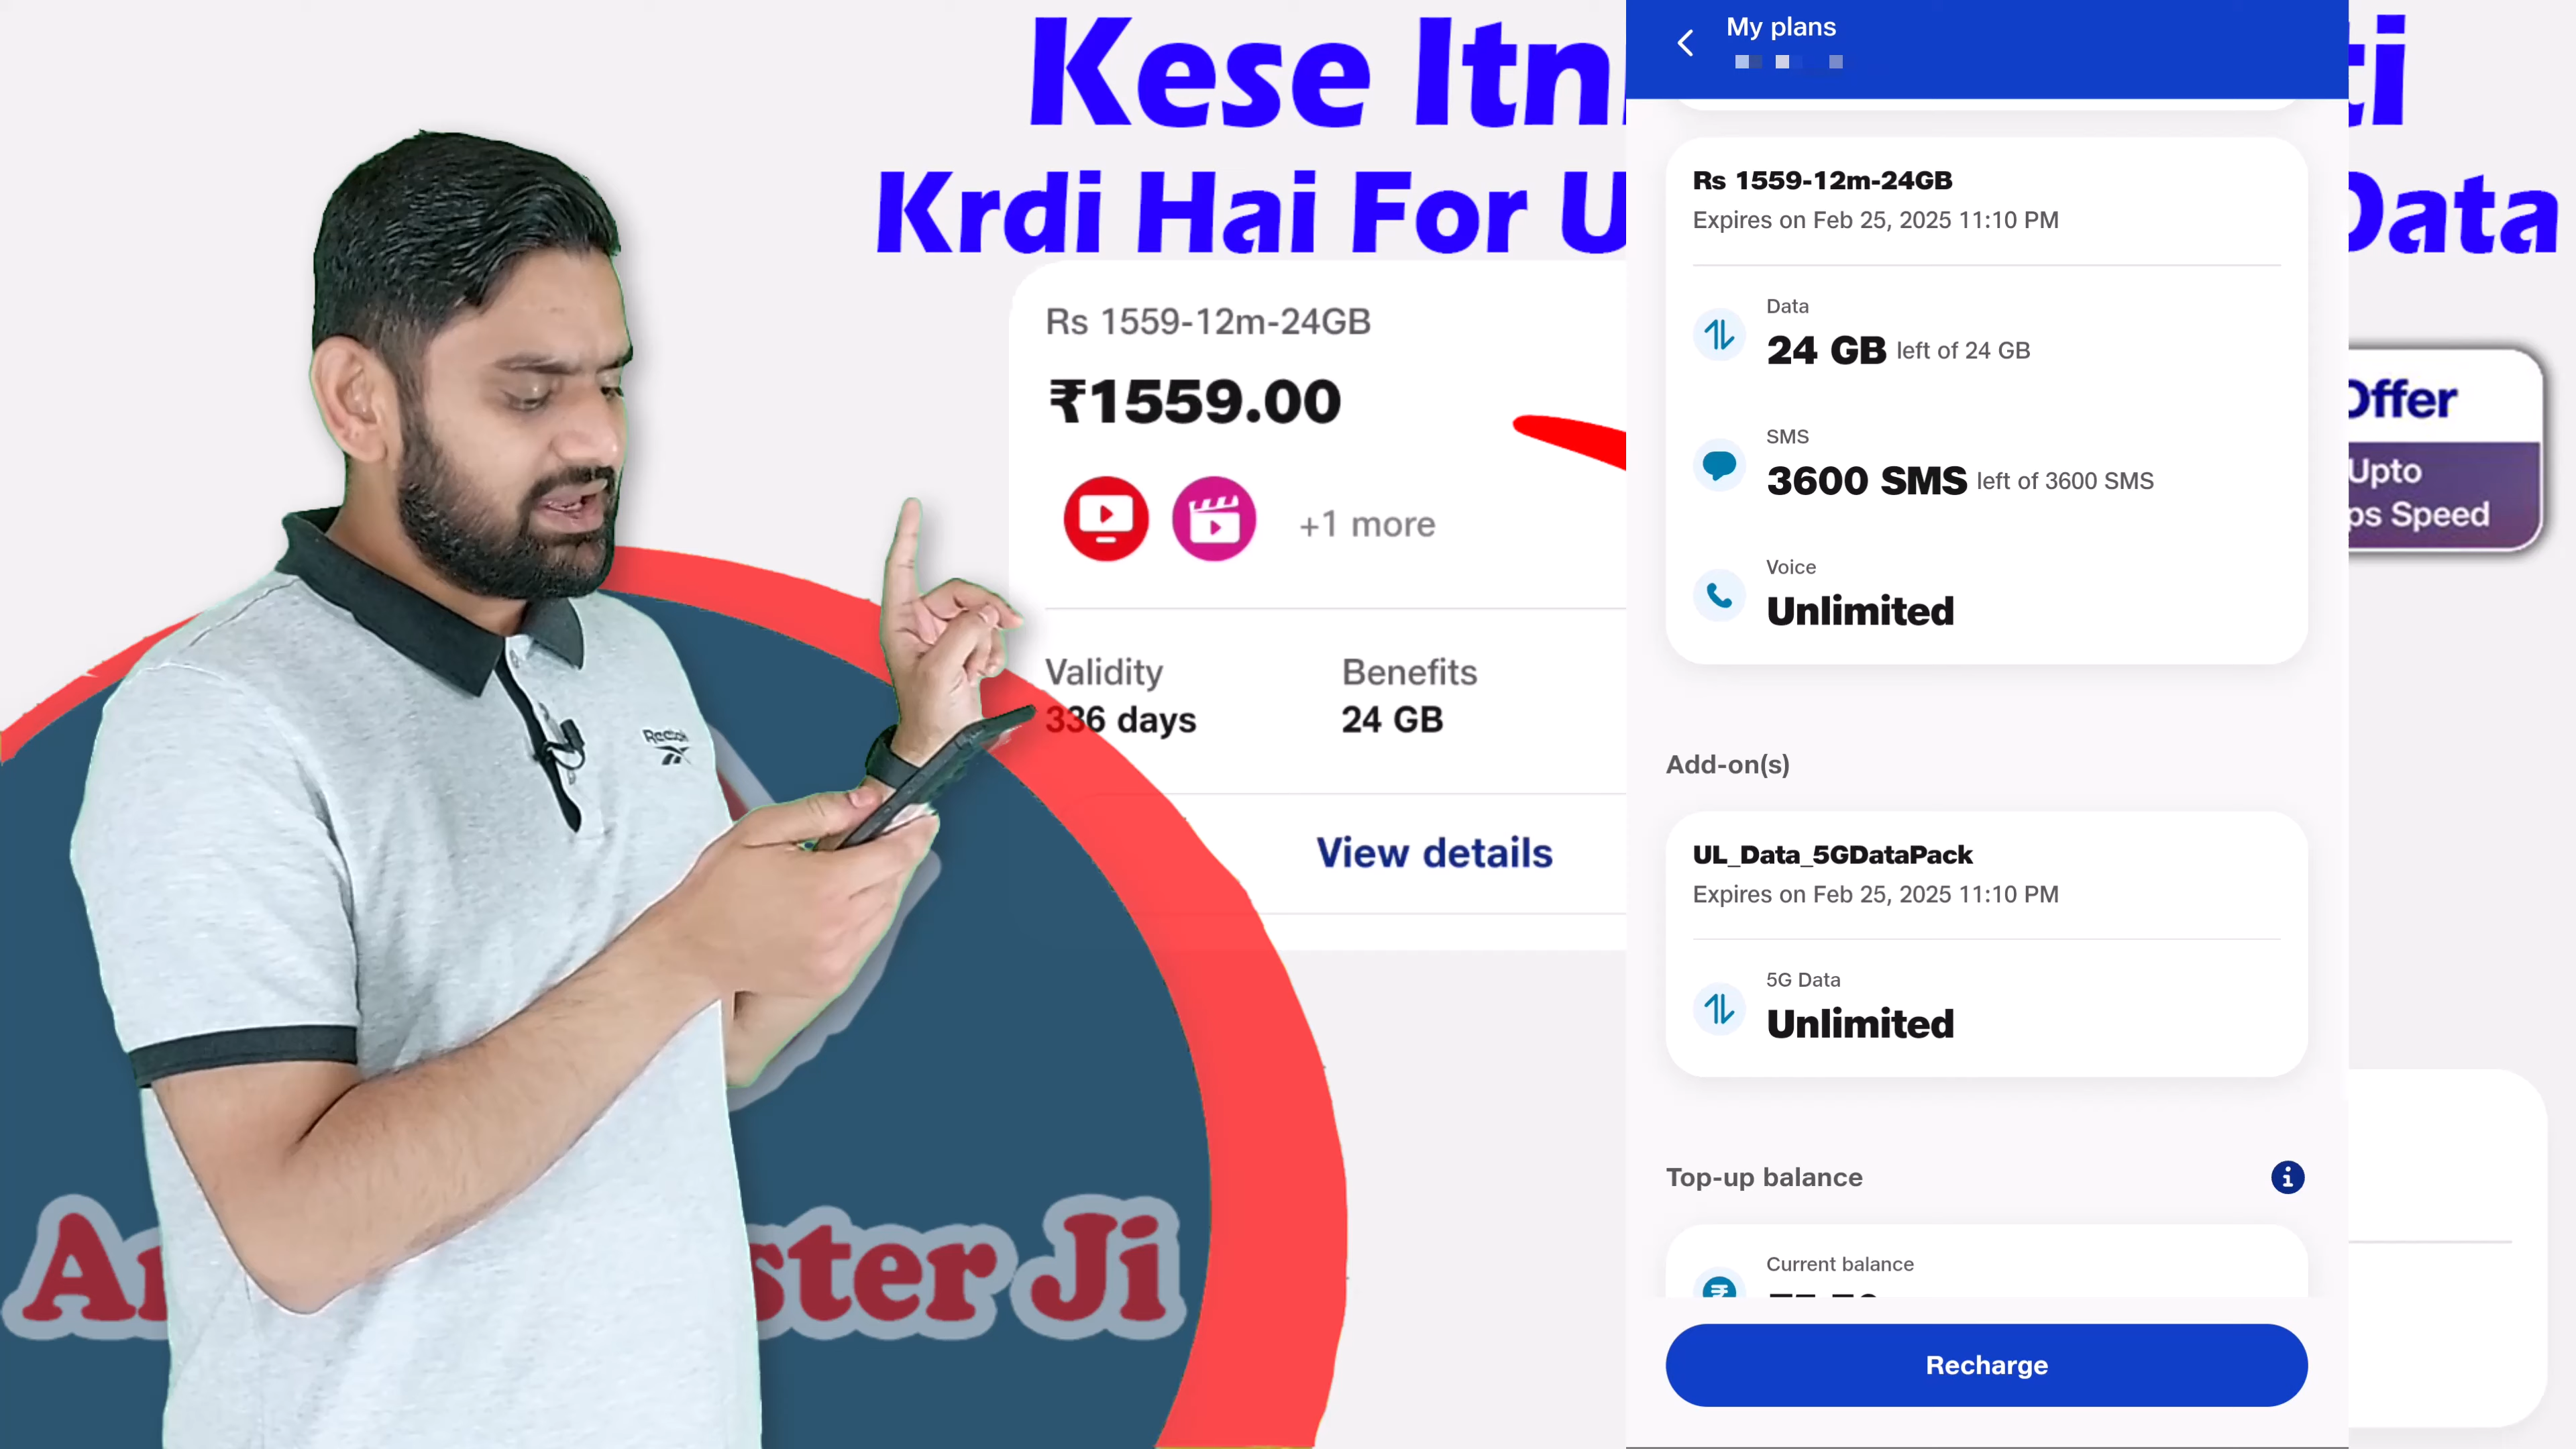 Kese Itn
ti
Krdi Hai For U
Data
Rs 1559-12m-24GB
₹1559.00
+1 more
Validity
336 days
Benefits
24 GB
View details
Reebok
Ar
ster Ji
My plans
Rs 1559-12m-24GB
Expires on Feb 25, 2025 11:10 PM
Data
24 GB left of 24 GB
SMS
3600 SMS left of 3600 SMS
Voice
Unlimited
Add-on(s)
UL_Data_5GDataPack
Expires on Feb 25, 2025 11:10 PM
5G Data
Unlimited
Top-up balance
Current balance
Recharge
Offer
Upto
ps Speed